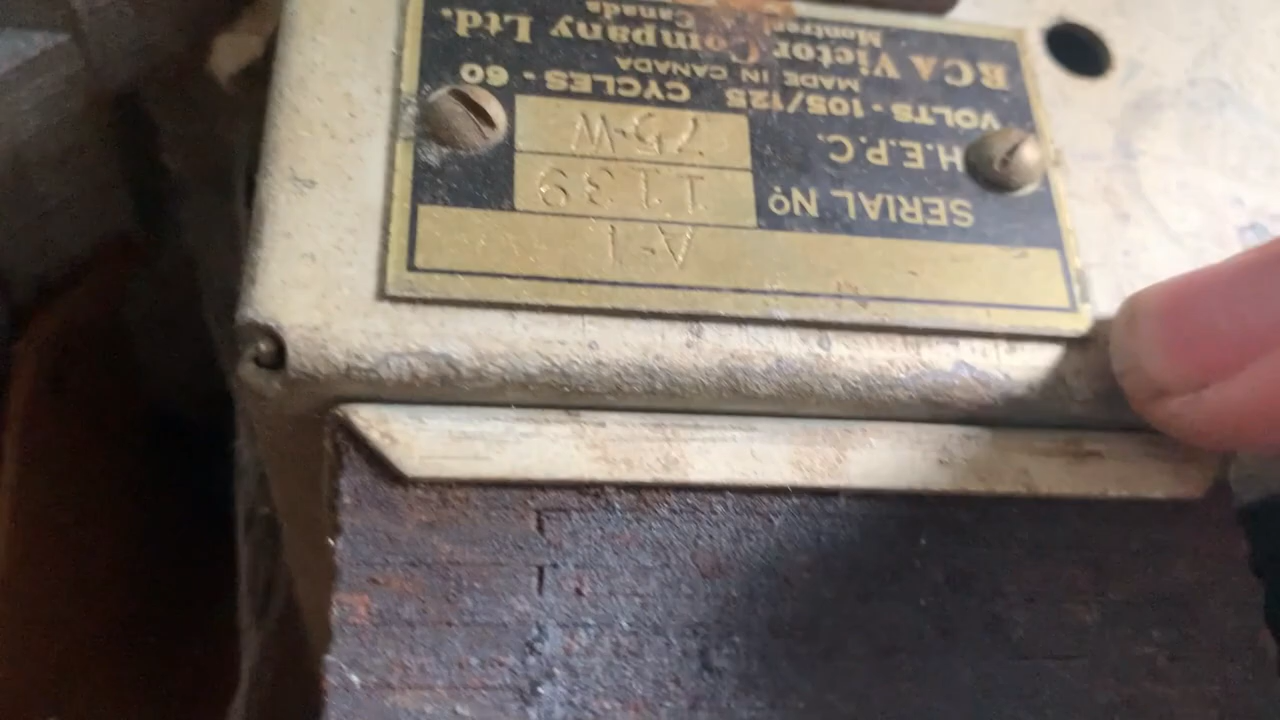 A-1
SERIAL Nº 1139
H.E.P.C. 75-W
VOLTS - 105/125 CYCLES - 60
MADE IN CANADA
RCA Victor Company Ltd.
Montreal, Canada